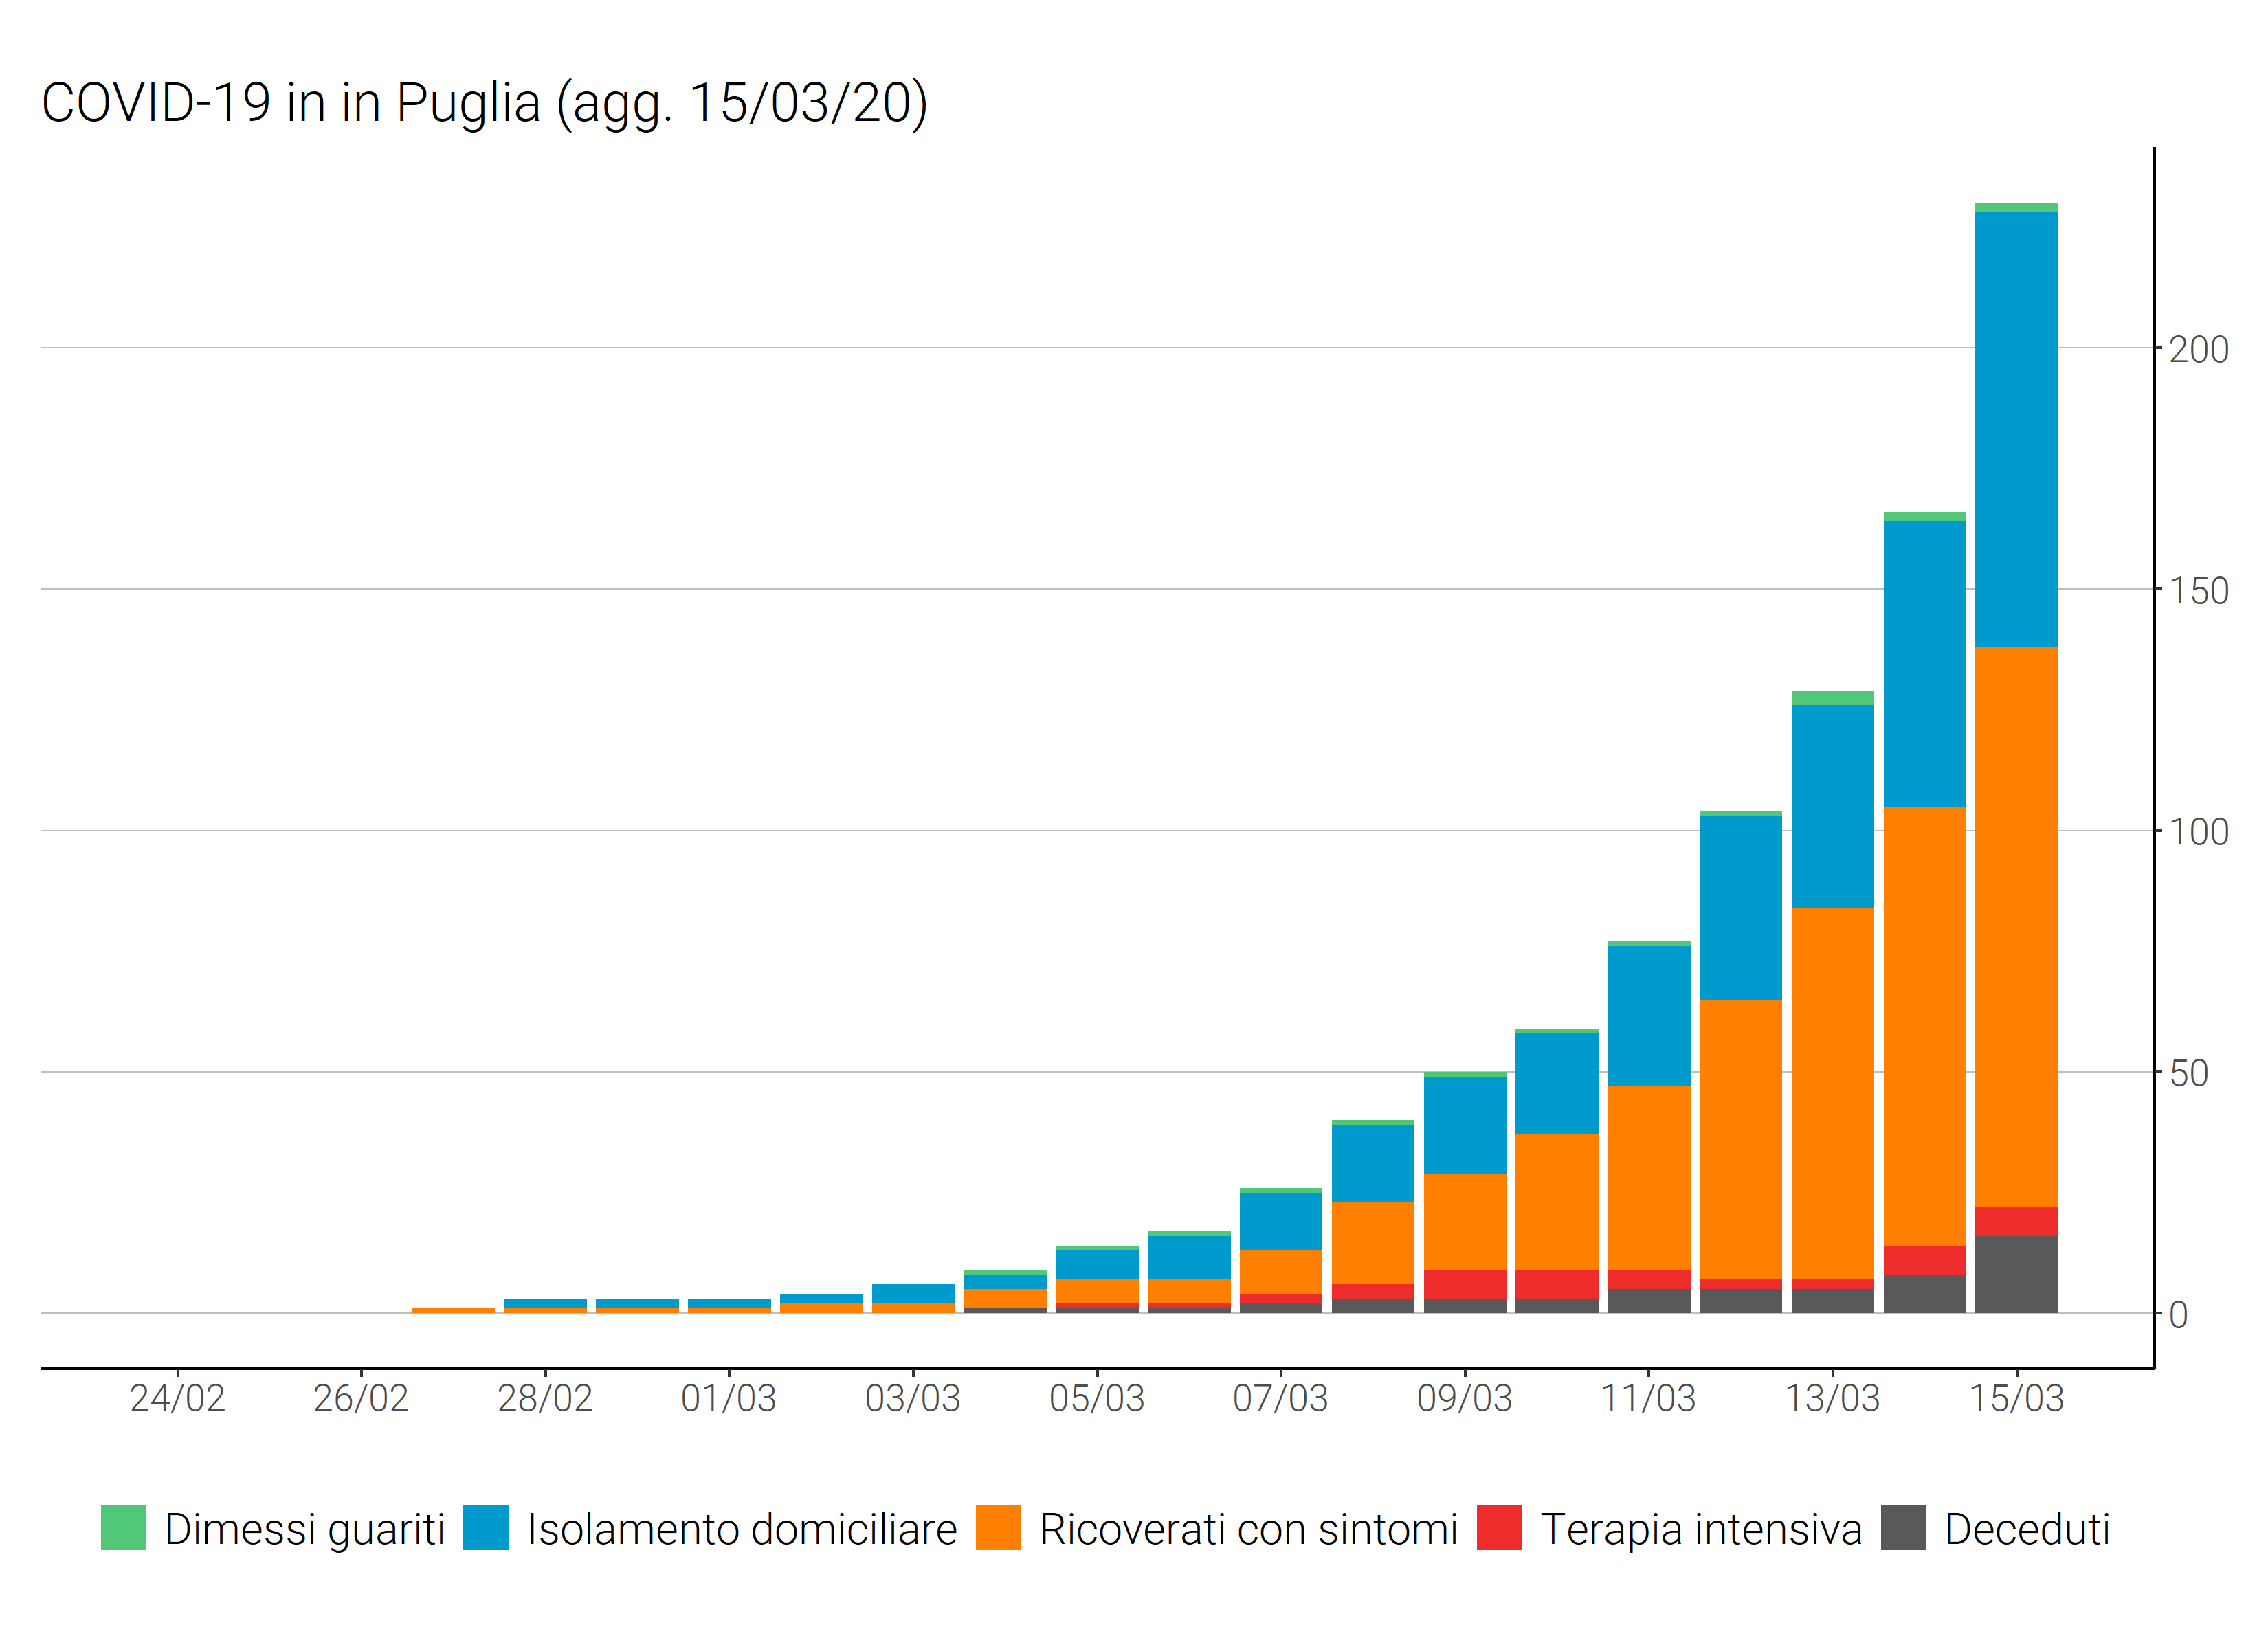 COVID-19 in in Puglia (agg. 15/03/20)
200
150
100
50
0
24/02 26/02 28/02 01/03 03/03 05/03 07/03 09/03 11/03 13/03 15/03
Dimessi guariti Isolamento domiciliare Ricoverati con sintomi Terapia intensiva Deceduti